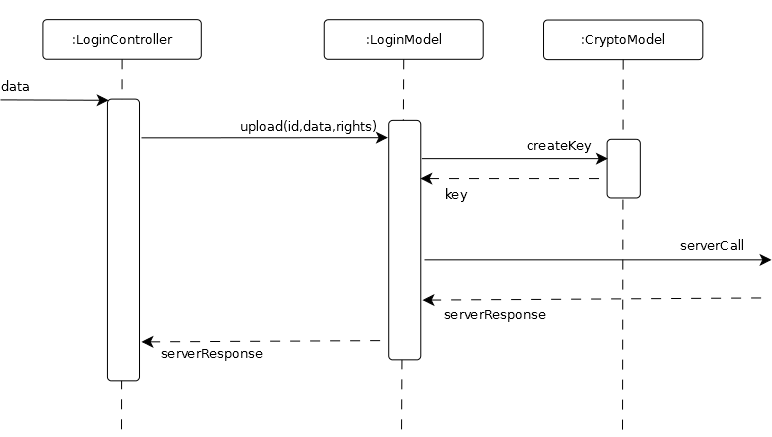 :LoginController
:LoginModel
:CryptoModel
data
upload(id,data,rights)
createKey
key
serverCall
serverResponse
serverResponse